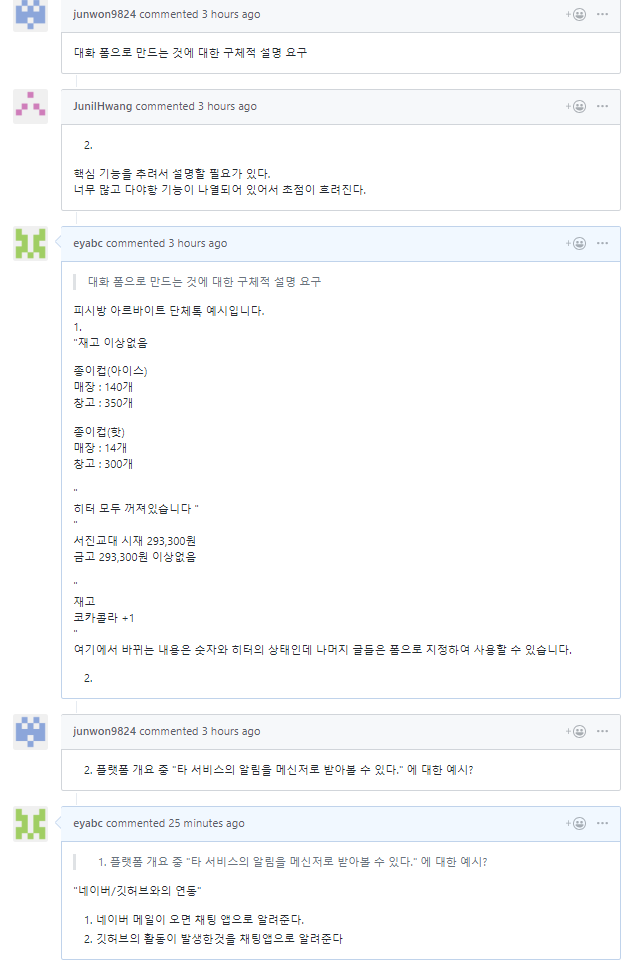 junwon9824 commented 3 hours ago
대화 폼으로 만드는 것에 대한 구체적 설명 요구
JunilHwang commented 3 hours ago
2.
핵심 기능을 추려서 설명할 필요가 있다.
너무 많고 다야항 기능이 나열되어 있어서 초점이 흐려진다.
eyabc commented 3 hours ago
대화 폼으로 만드는 것에 대한 구체적 설명 요구
피시방 아르바이트 단체톡 예시입니다.
1.
"재고 이상없음
종이컵(아이스)
매장 : 140개
창고 : 350개
종이컵(핫)
매장 : 14개
창고 : 300개
"
히터 모두 꺼져있습니다 "
"
서진교대 시재 293,300원
금고 293,300원 이상없음
"
재고
코카콜라 +1
"
여기에서 바뀌는 내용은 숫자와 히터의 상태인데 나머지 글들은 폼으로 지정하여 사용할 수 있습니다.
2.
junwon9824 commented 3 hours ago
2. 플랫폼 개요 중 "타 서비스의 알림을 메신저로 받아볼 수 있다." 에 대한 예시?
eyabc commented 25 minutes ago
1. 플랫폼 개요 중 "타 서비스의 알림을 메신저로 받아볼 수 있다." 에 대한 예시?
"네이버/깃허브와의 연동"
1. 네이버 메일이 오면 채팅 앱으로 알려준다.
2. 깃허브의 활동이 발생한것을 채팅앱으로 알려준다